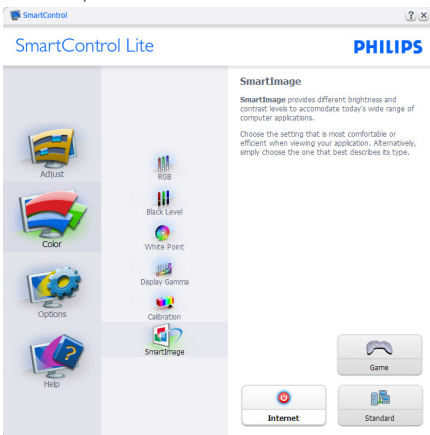 SmartControl
SmartControl Lite
PHILIPS
Adjust
Color
Options
Help
RGB
Black Level
White Point
Display Gamma
Calibration
SmartImage
SmartImage
SmartImage provides different brightness and
contrast levels to accomodate today's wide range of
computer applications.
Choose the setting that is most comfortable or
efficient when viewing your application. Alternatively,
simply choose the one that best describes its type.
Game
Internet
Standard